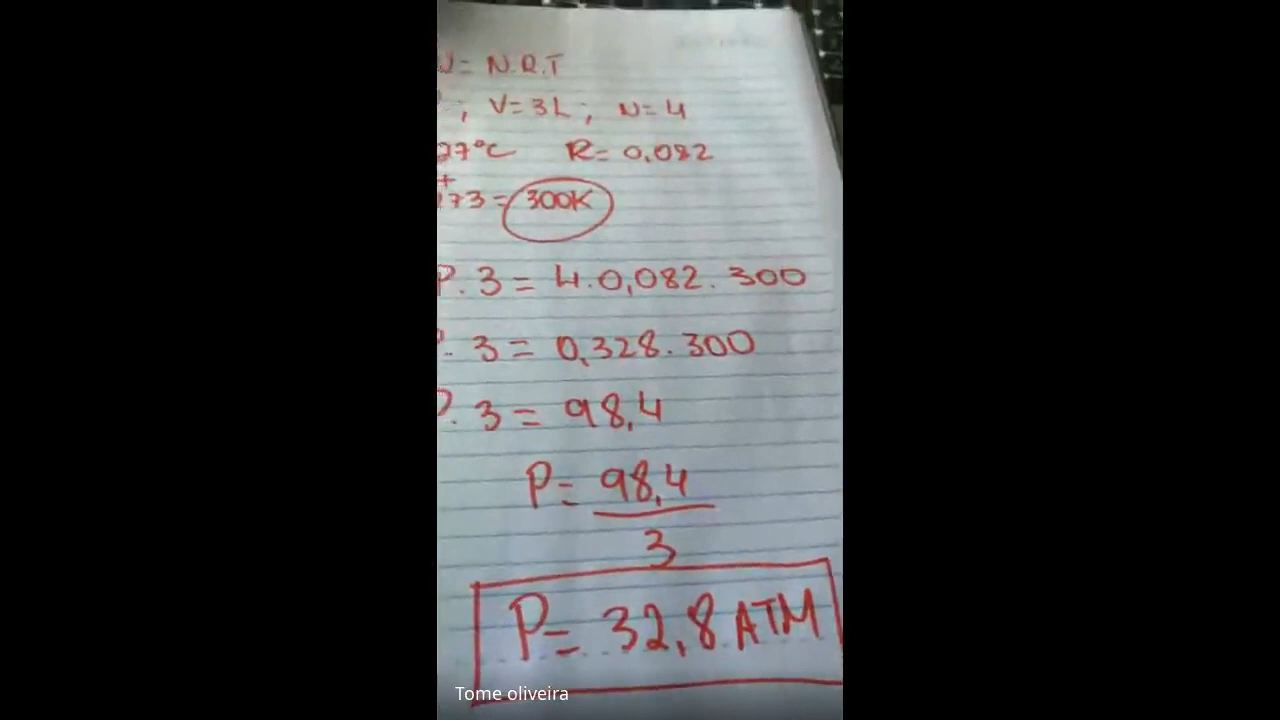 = N.R.T
; V=3L; N=4
27°C R=0,082
+
273=300K
P.3=4.0,082.300
P.3=0,328.300
P.3=98,4
P=98,4
3
P=32,8 ATM
Tome oliveira